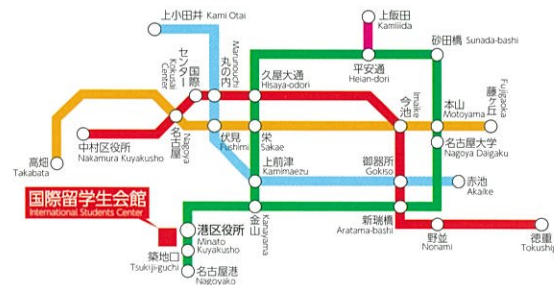 上小田井 Kami Otai
上飯田
Kamiiida
砂田橋 Sunada-bashi
国際
センター
Kokusai
Center
丸の内
Marunouchi
久屋大通
Hisaya-odori
平安通
Heian-dori
藤ヶ丘
Fujigaoka
今池
Imaike
本山
Motoyama
中村区役所
Nakamura Kuyakusho
名古屋
Nagoya
伏見
Fushimi
栄
Sakae
名古屋大学
Nagoya Daigaku
高畑
Takabata
上前津
Kamimaezu
御器所
Gokiso
赤池
Akaike
国際留学生会館
International Students Center
金山
Kanayama
新瑞橋
Aratama-bashi
野並
Nonami
徳重
Tokushig
港区役所
Minato
Kuyakusho
築地口
Tsukiji-guchi
名古屋港
Nagoyako